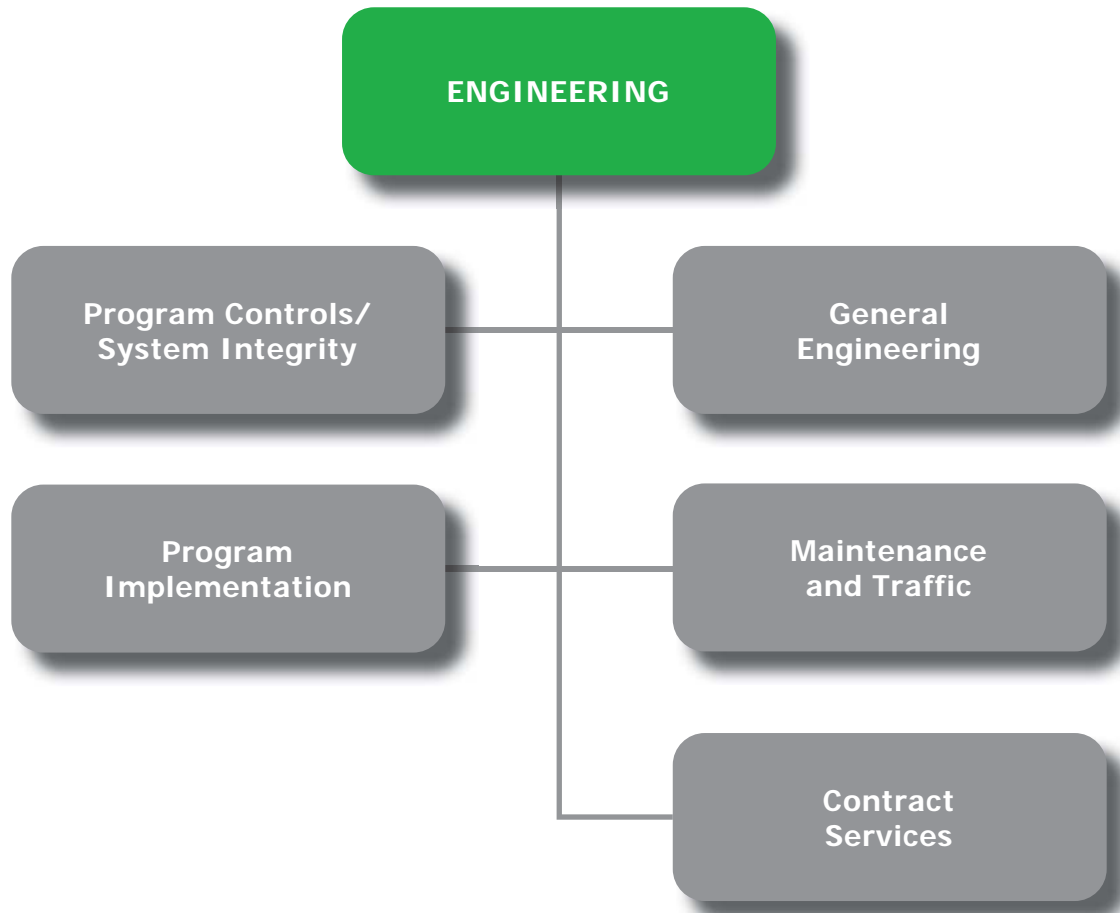 ENGINEERING
Program Controls/
System Integrity
General
Engineering
Program
Implementation
Maintenance
and Traffic
Contract
Services